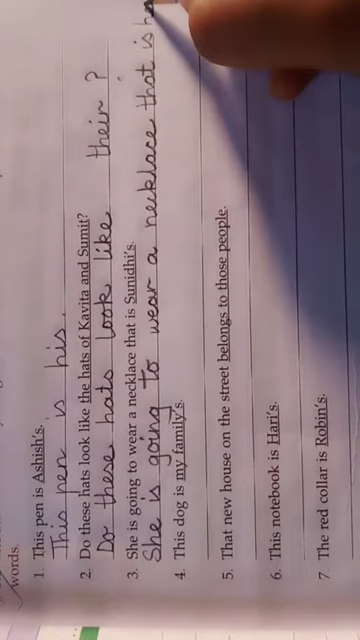 words.
1. This pen is Ashish's.
This pen is his.
2. Do these hats look like the hats of Kavita and Sumit?
Do these hats look like their ?
3. She is going to wear a necklace that is Sunidhi's.
She is going to wear a necklace that is
4. This dog is my family's.
5. That new house on the street belongs to those people.
6. This notebook is Hari's.
7. The red collar is Robin's.